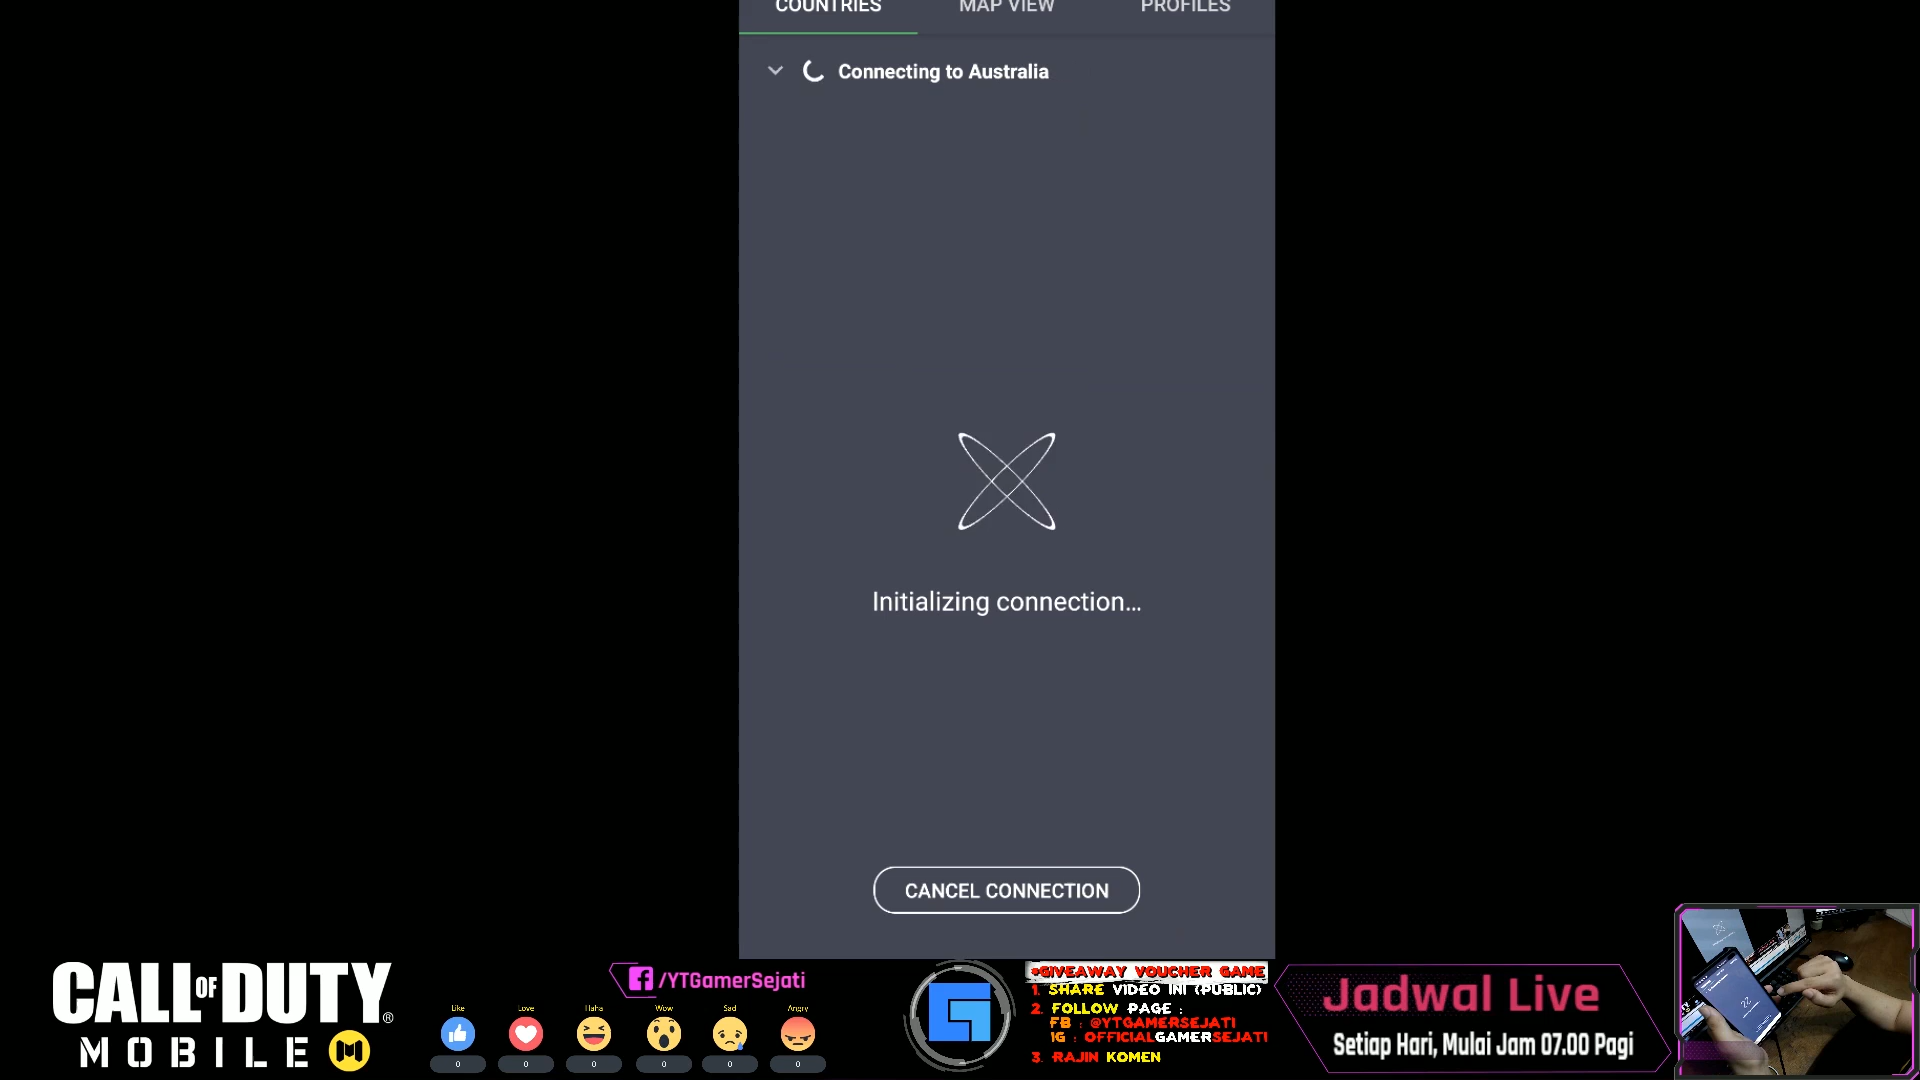 COUNTRIES MAP VIEW PROFILES
Connecting to Australia
Initializing connection...
CANCEL CONNECTION
CALL OF DUTY®
MOBILE
/YTGamerSejati
Like Love Haha Wow Sad Angry
0 0 0 0 0 0
*GIVEAWAY VOUCHER GAME
1. SHARE VIDEO INI (PUBLIC)
2. FOLLOW PAGE :
FB : @YTGAMERSEJATI
IG : OFFICIALGAMERSEJATI
3. RAJIN KOMEN
Jadwal Live
Setiap Hari, Mulai Jam 07.00 Pagi